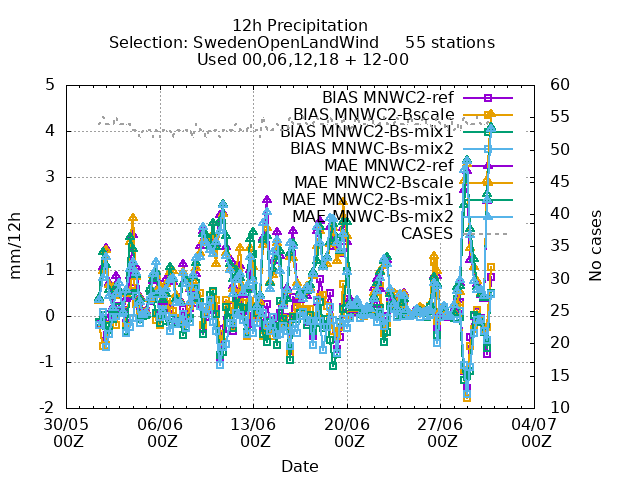 12h Precipitation
Selection: SwedenOpenLandWind 55 stations
Used 00,06,12,18 + 12-00
5
4
3
2
1
0
-1
-2
mm/12h
60
55
50
45
40
35
30
25
20
15
10
No cases
BIAS MNWC2-ref
BIAS MNWC2-Bscale
BIAS MNWC2-Bs-mix1
BIAS MNWC-Bs-mix2
MAE MNWC2-ref
MAE MNWC2-Bscale
MAE MNWC2-Bs-mix1
MAE MNWC-Bs-mix2
CASES
30/05 06/06 13/06 20/06 27/06 04/07
00Z 00Z 00Z 00Z 00Z 00Z
Date